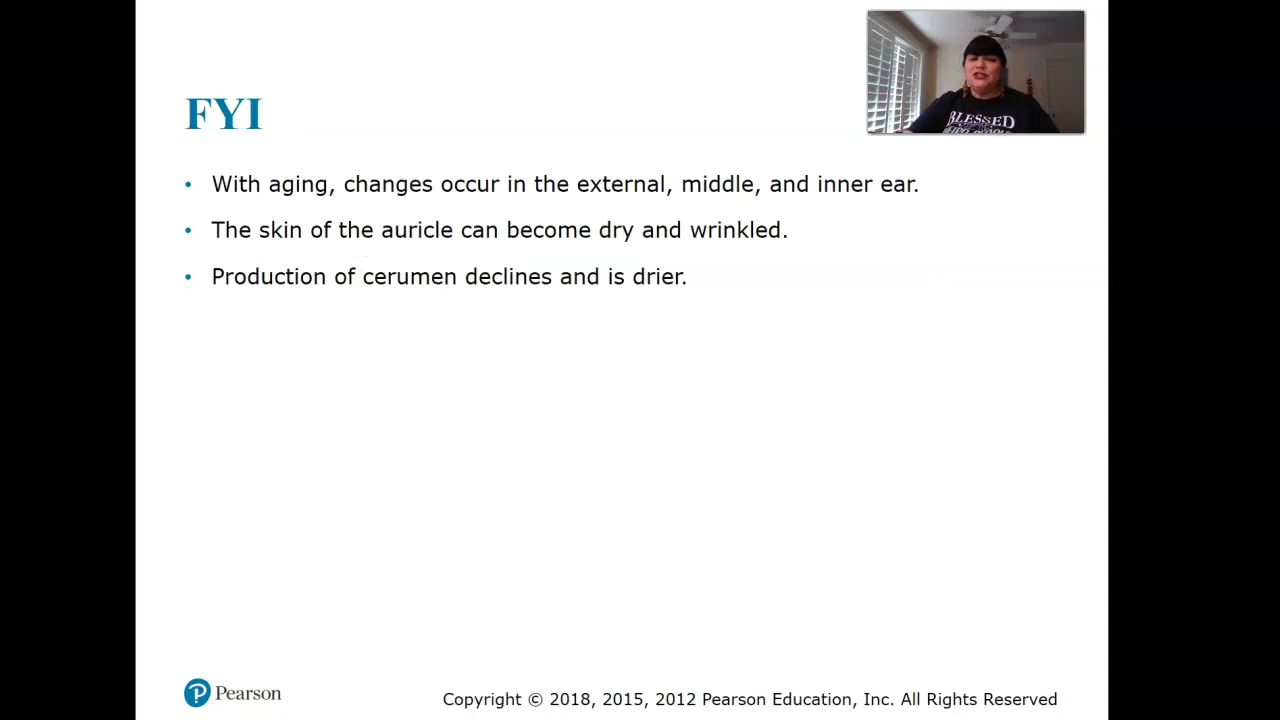 BLESSED
FYI
• With aging, changes occur in the external, middle, and inner ear.
• The skin of the auricle can become dry and wrinkled.
• Production of cerumen declines and is drier.
Pearson
Copyright © 2018, 2015, 2012 Pearson Education, Inc. All Rights Reserved